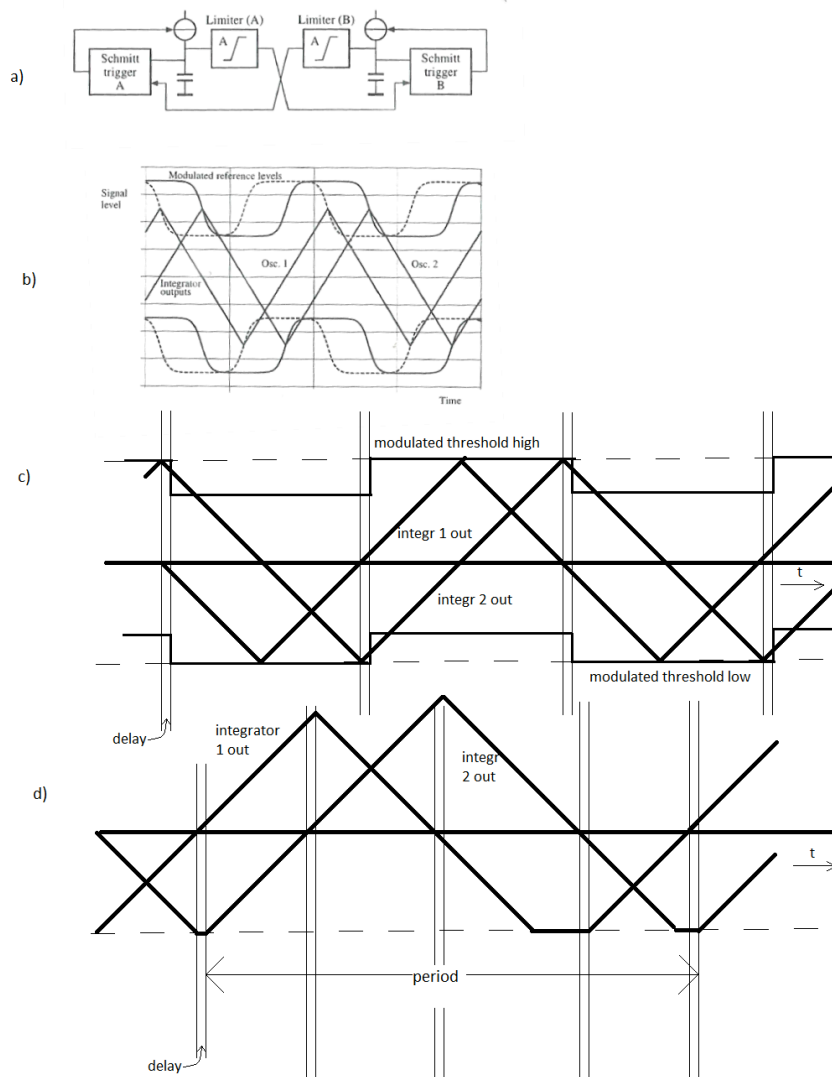 a)
Limiter (A)
Limiter (B)
A
A
Schmitt
trigger
A
Schmitt
trigger
B
b)
Modulated reference levels
Signal
level
Osc. 1
Osc. 2
Integrator
outputs
Time
c)
modulated threshold high
integr 1 out
t
integr 2 out
modulated threshold low
delay
d)
integrator
1 out
integr
2 out
t
period
delay